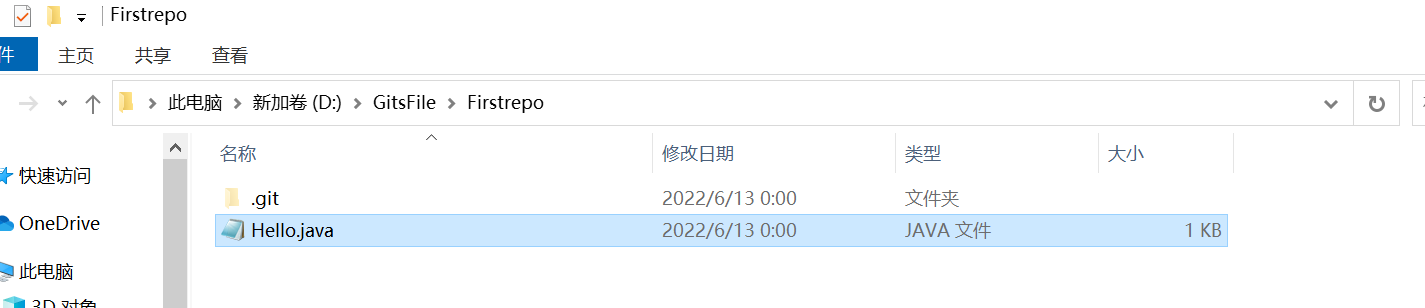 Firstrepo
件 主页 共享 查看
此电脑 新加卷 (D:) GitsFile Firstrepo
名称 修改日期 类型 大小
快速访问
.git 2022/6/13 0:00 文件夹
OneDrive
Hello.java 2022/6/13 0:00 JAVA 文件 1 KB
此电脑
3D 对象